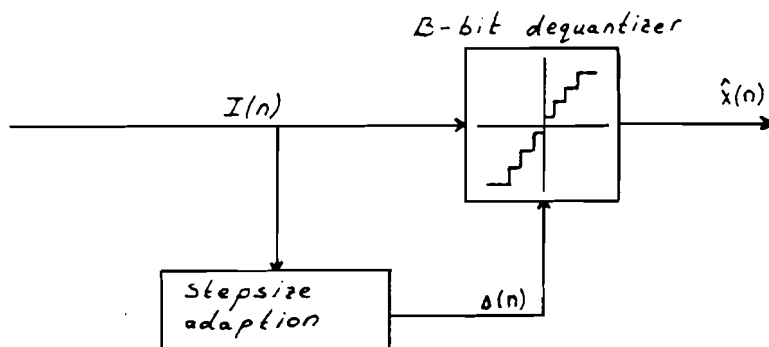 B-bit dequantizer
I(n)
x̂(n)
Stepsize
adaption
Δ(n)